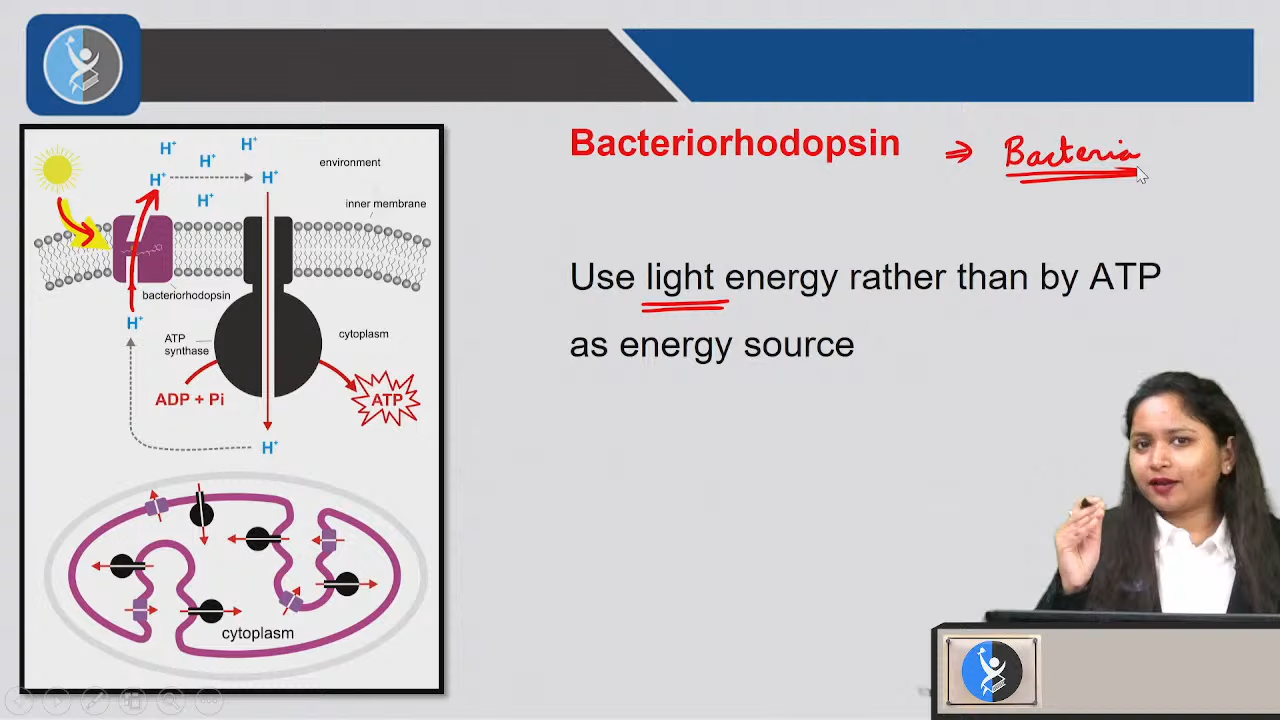 Bacteriorhodopsin ⇒ Bacteria
Use light energy rather than by ATP
as energy source
H+ H+ H+
environment
H+ H+
H+
inner membrane
bacteriorhodopsin
H+
ATP
synthase
cytoplasm
ADP + Pi
ATP
H+
cytoplasm